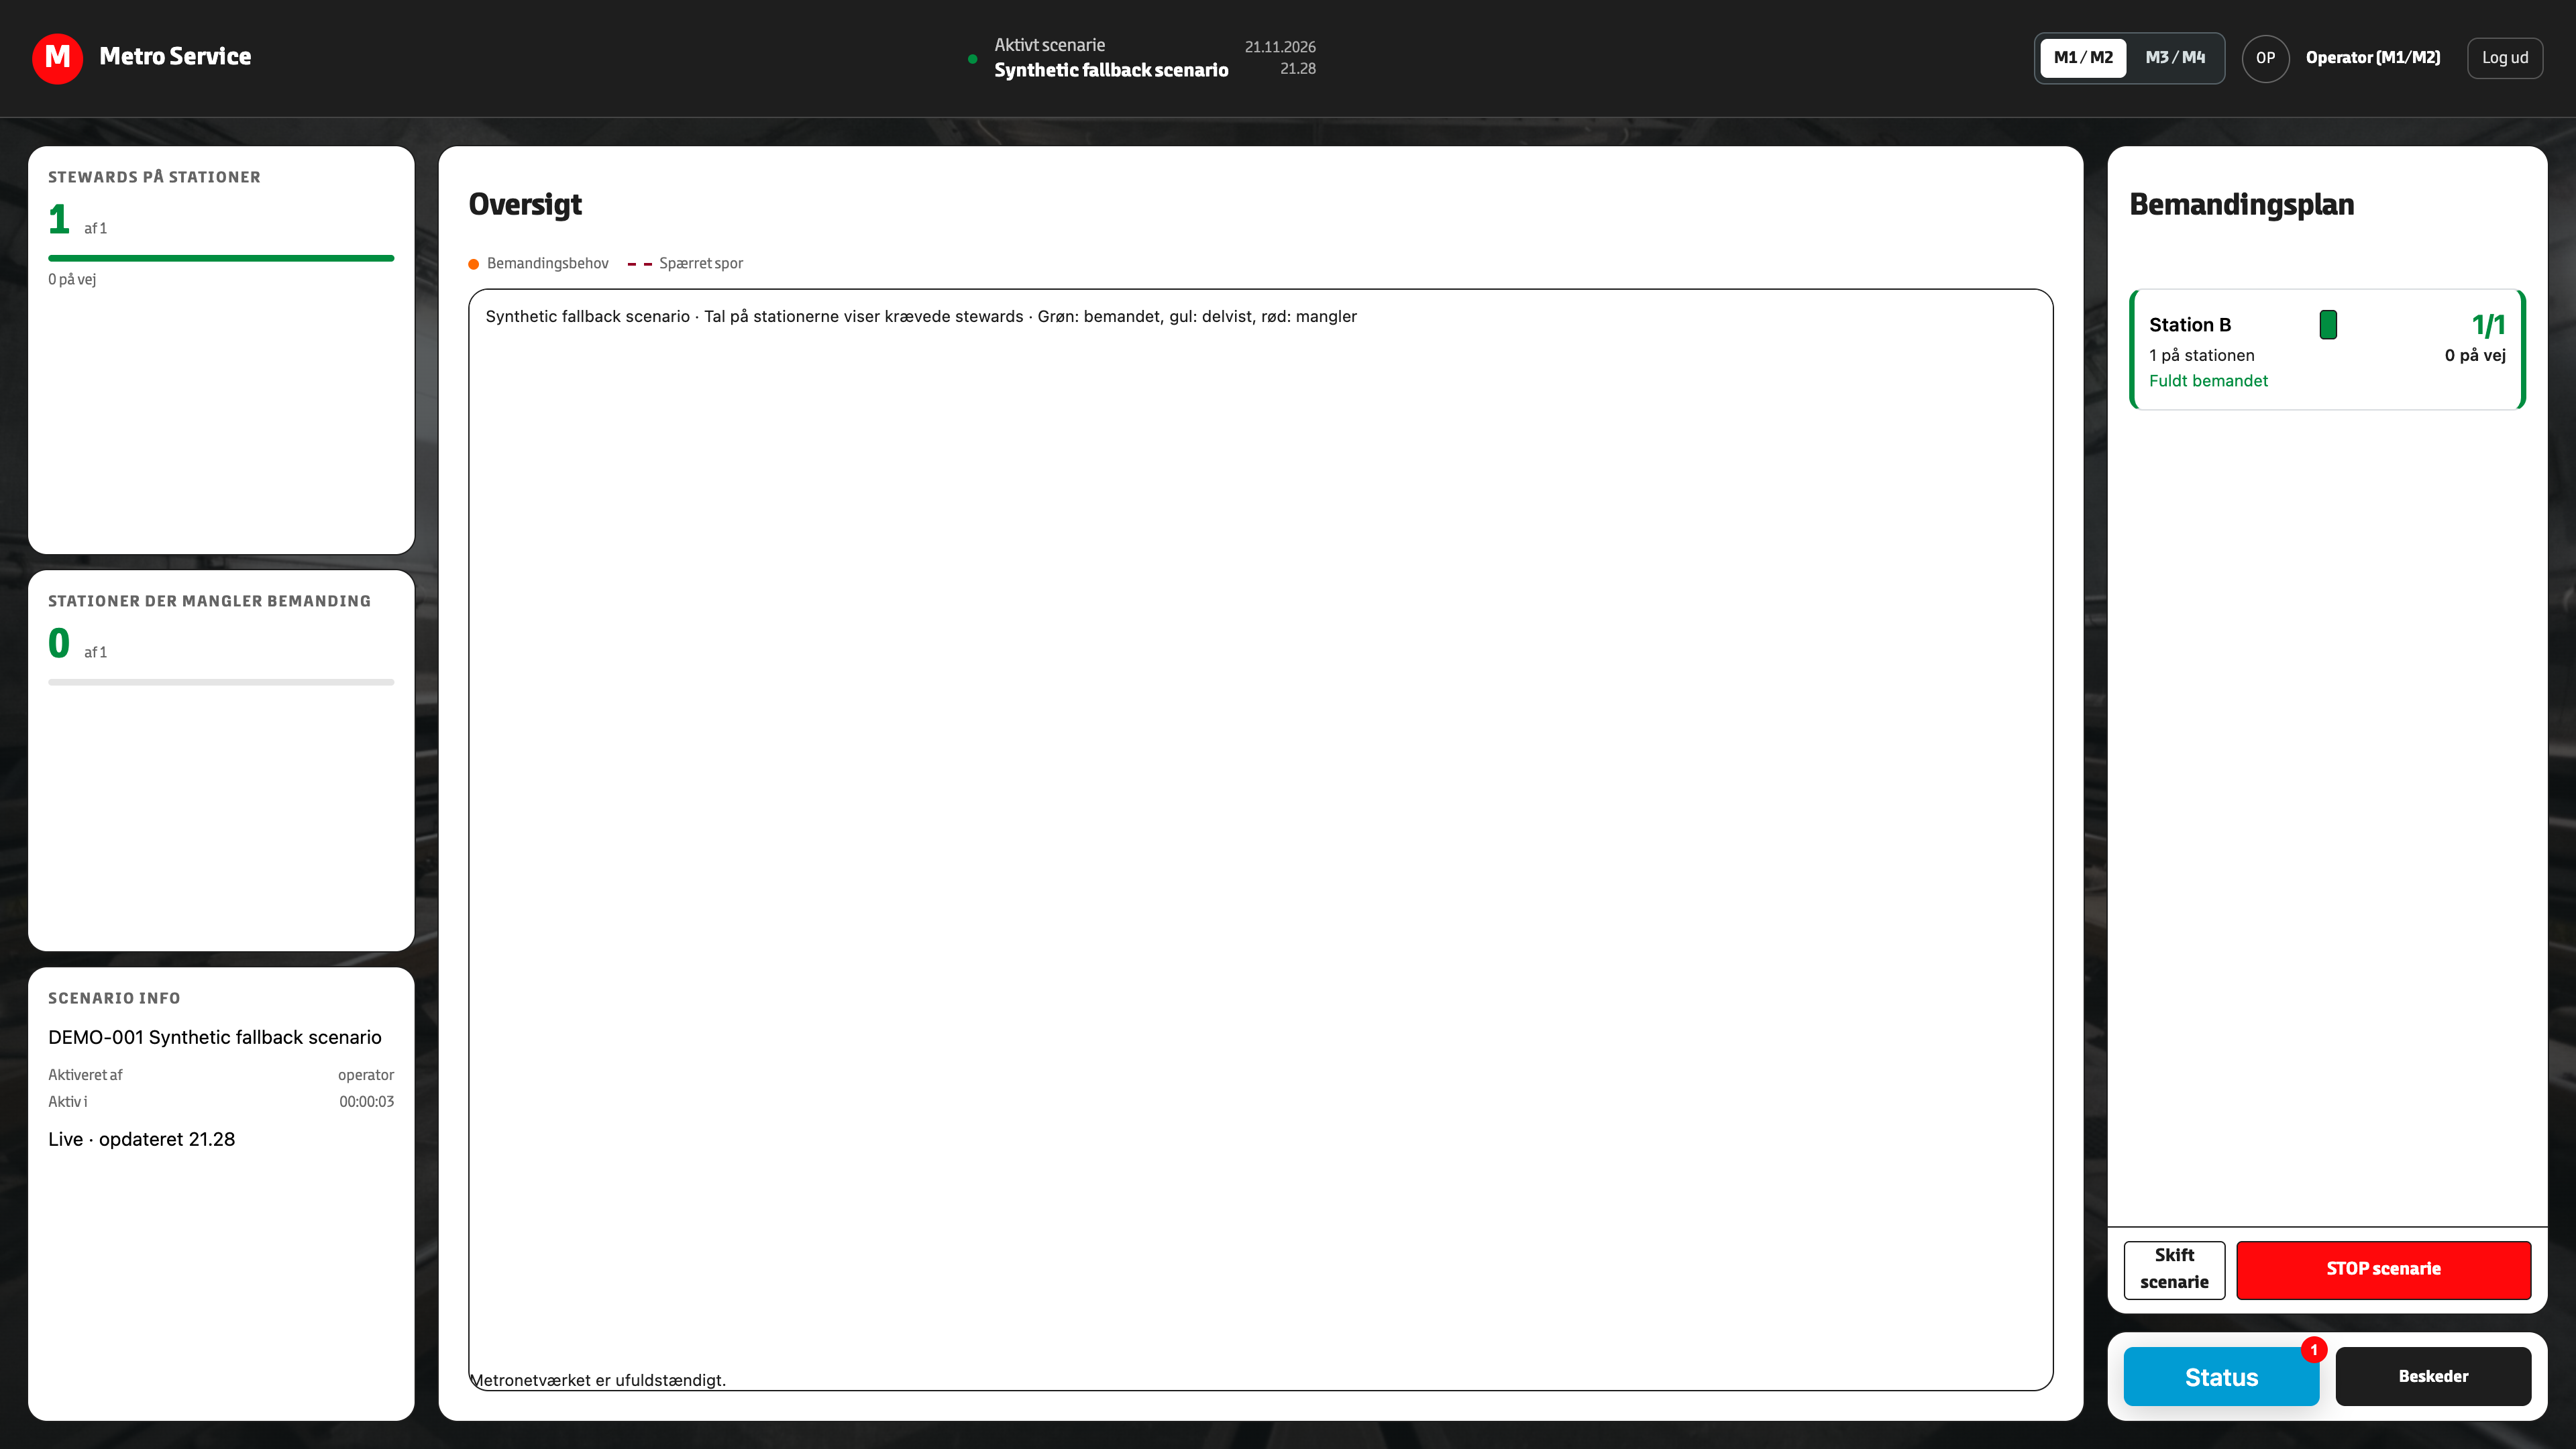 M Metro Service
Aktivt scenarie
Synthetic fallback scenario
21.11.2026
21.28
M1 / M2
M3 / M4
OP
Operator (M1/M2)
Log ud
STEWARDS PÅ STATIONER
1 af 1
0 på vej
STATIONER DER MANGLER BEMANDING
0 af 1
SCENARIO INFO
DEMO-001 Synthetic fallback scenario
Aktiveret af operator
Aktiv i 00:00:03
Live · opdateret 21.28
Oversigt
Bemandingsbehov
Spærret spor
Synthetic fallback scenario · Tal på stationerne viser krævede stewards · Grøn: bemandet, gul: delvist, rød: mangler
Metronetværket er ufuldstændigt.
Bemandingsplan
Station B 1/1
1 på stationen 0 på vej
Fuldt bemandet
Skift
scenarie
STOP scenarie
Status
1
Beskeder